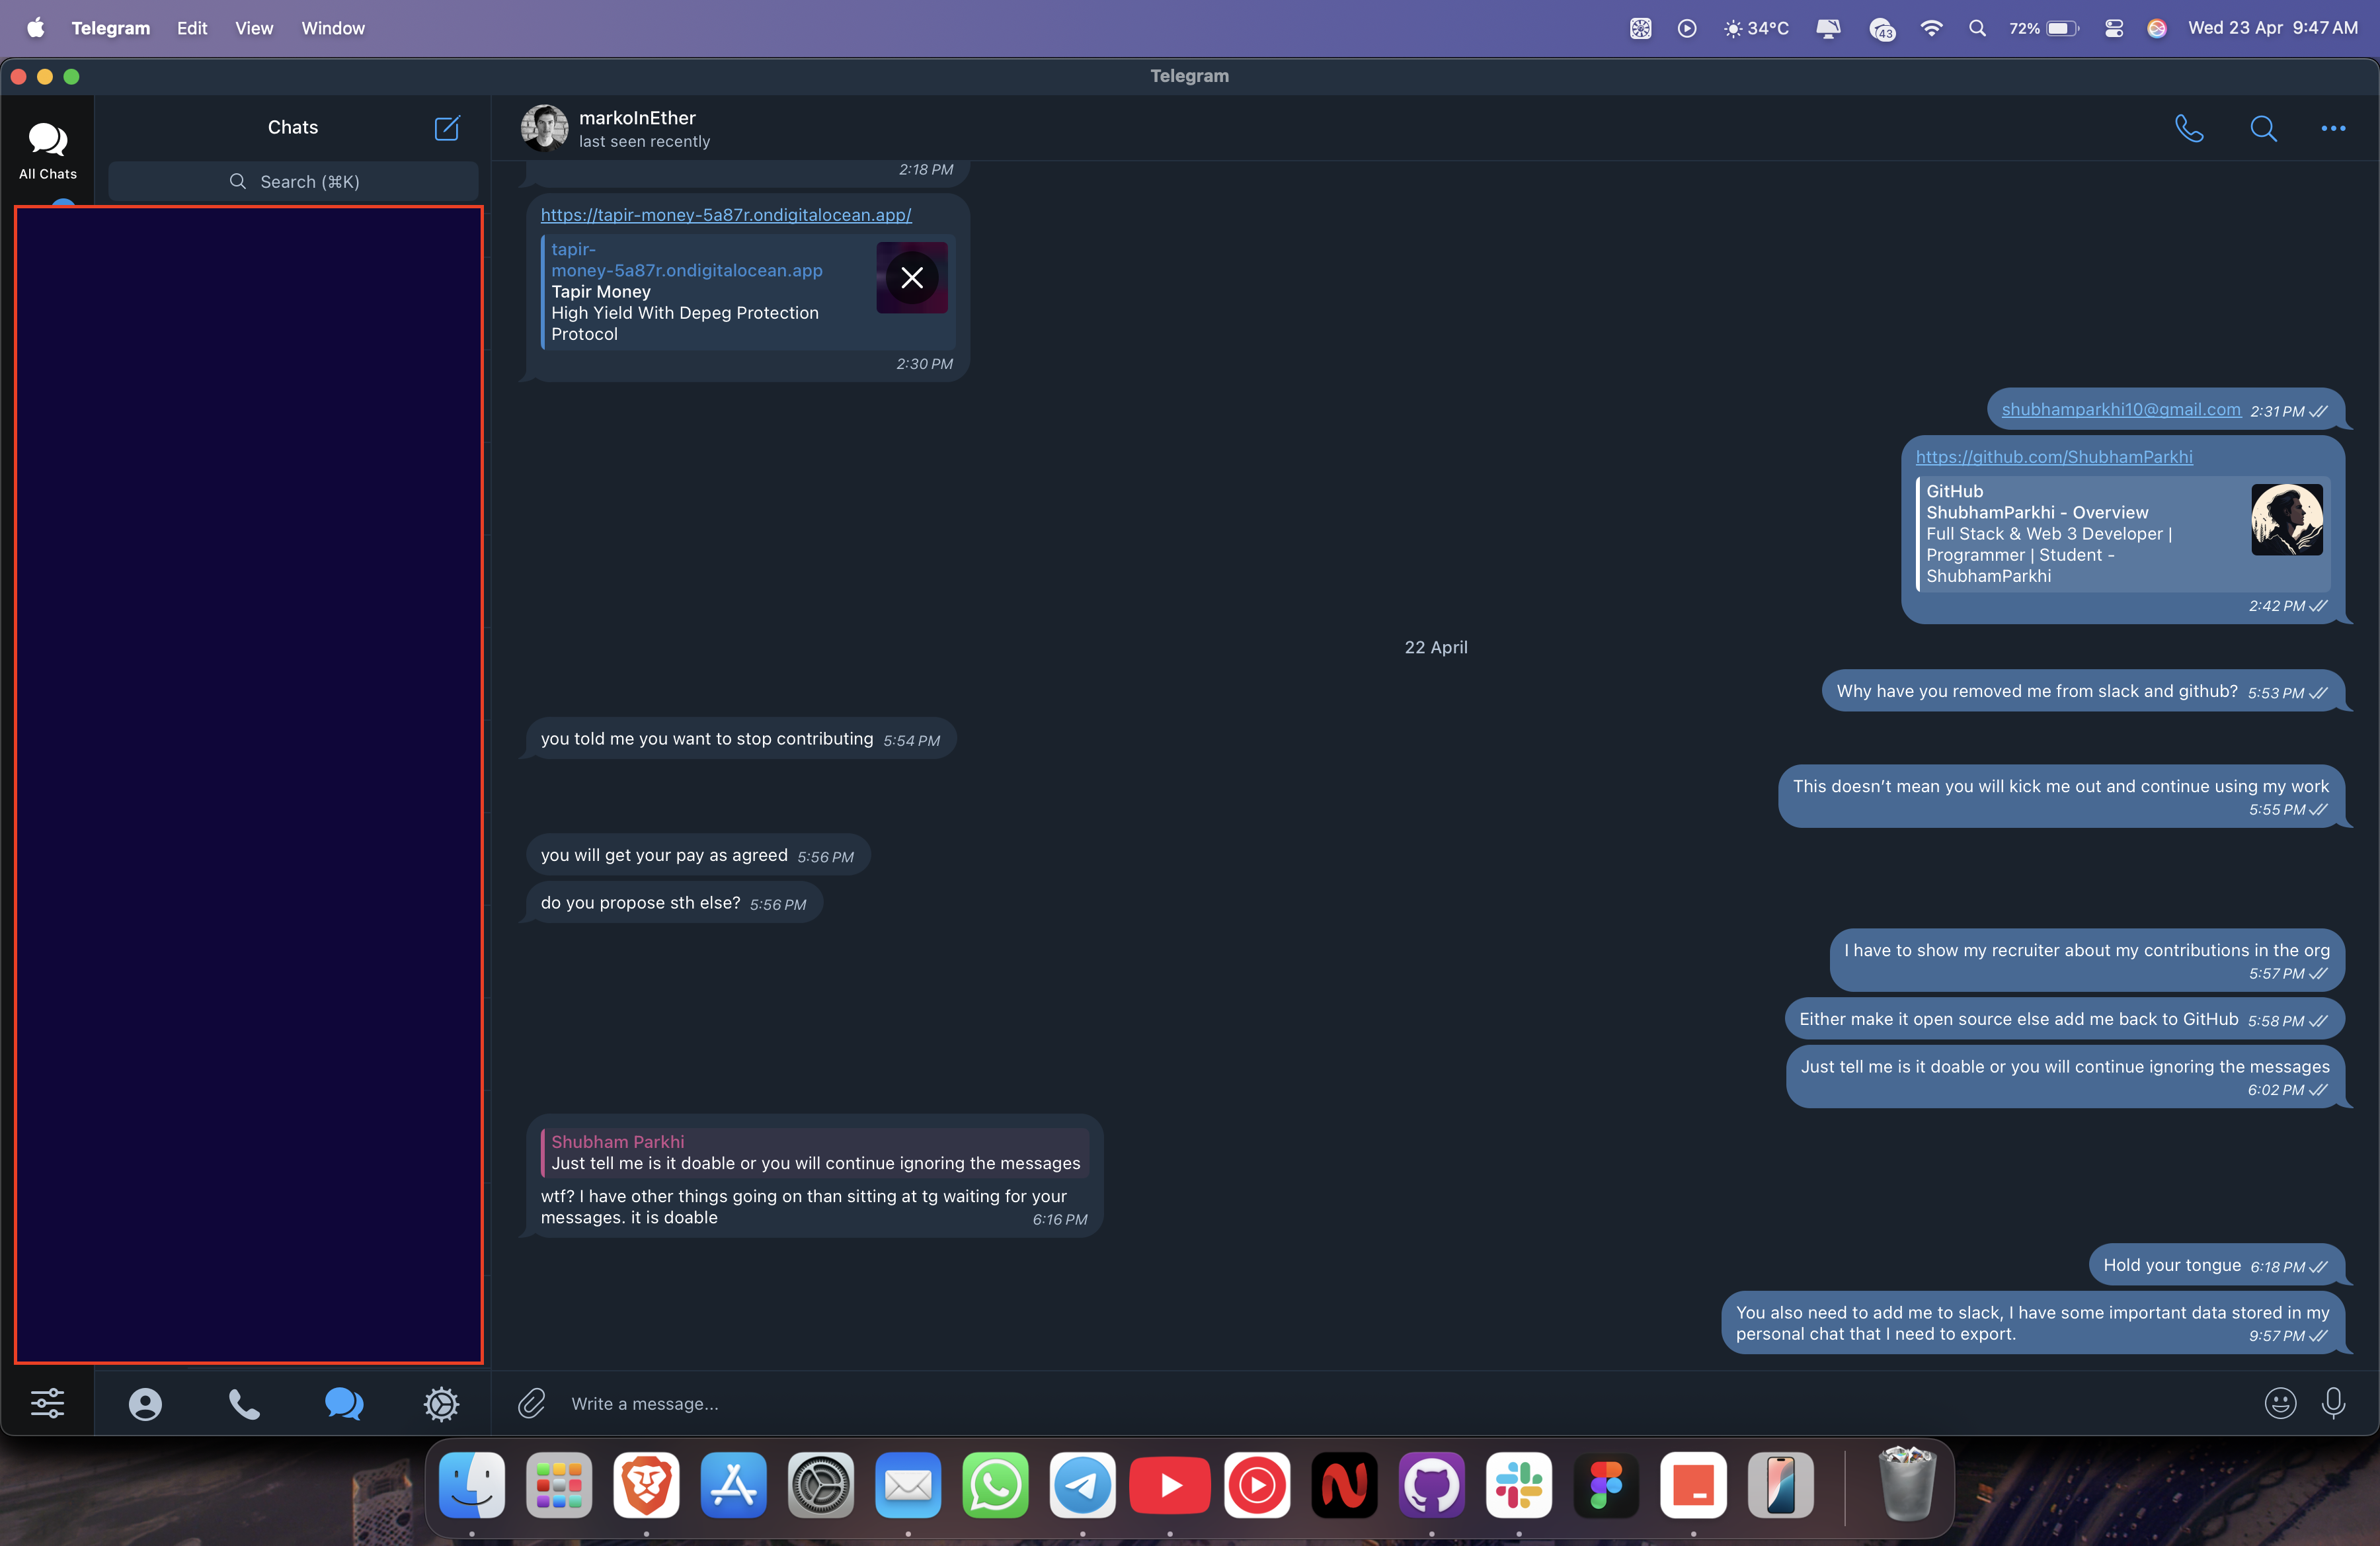 Telegram Edit View Window
34°C 43 72% Wed 23 Apr 9:47 AM
Telegram
All Chats
Chats
Search (⌘K)
markoInEther
last seen recently
2:18 PM
https://tapir-money-5a87r.ondigitalocean.app/
tapir-
money-5a87r.ondigitalocean.app
Tapir Money
High Yield With Depeg Protection
Protocol
2:30 PM
shubhamparkhi10@gmail.com 2:31 PM
https://github.com/ShubhamParkhi
GitHub
ShubhamParkhi - Overview
Full Stack & Web 3 Developer |
Programmer | Student -
ShubhamParkhi
2:42 PM
22 April
Why have you removed me from slack and github? 5:53 PM
you told me you want to stop contributing 5:54 PM
This doesn’t mean you will kick me out and continue using my work
5:55 PM
you will get your pay as agreed 5:56 PM
do you propose sth else? 5:56 PM
I have to show my recruiter about my contributions in the org
5:57 PM
Either make it open source else add me back to GitHub 5:58 PM
Just tell me is it doable or you will continue ignoring the messages
6:02 PM
Shubham Parkhi
Just tell me is it doable or you will continue ignoring the messages
wtf? I have other things going on than sitting at tg waiting for your
messages. it is doable 6:16 PM
Hold your tongue 6:18 PM
You also need to add me to slack, I have some important data stored in my
personal chat that I need to export. 9:57 PM
Write a message...